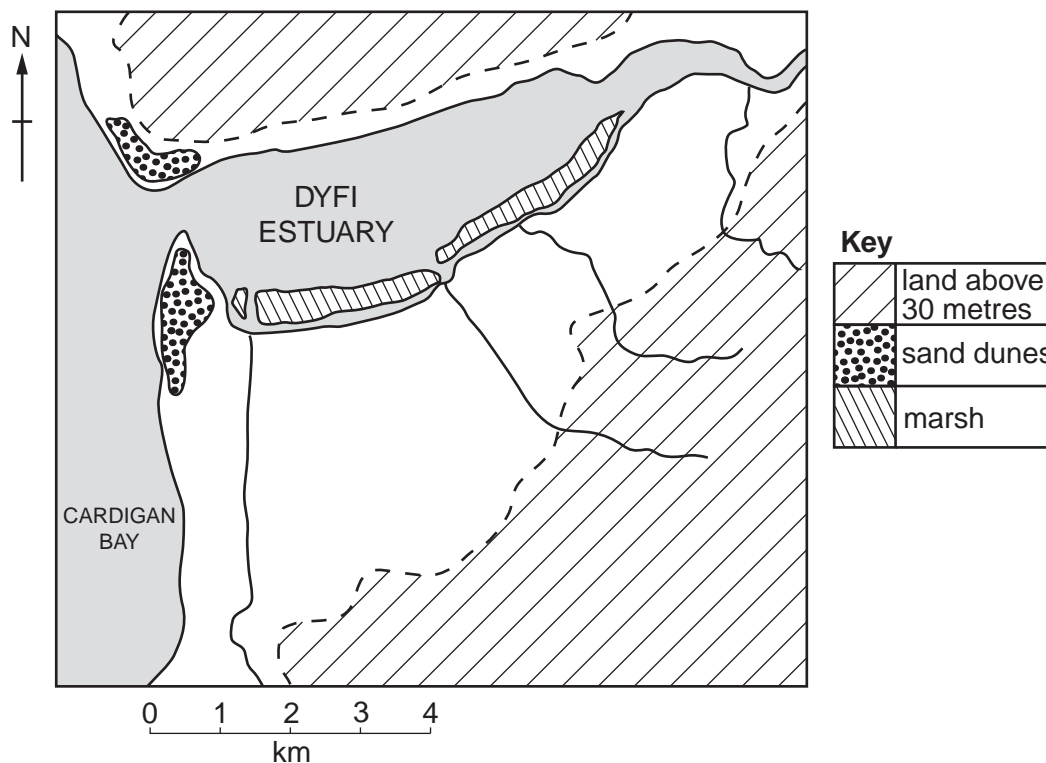 N
DYFI
ESTUARY
CARDIGAN
BAY
Key
land above
30 metres
sand dunes
marsh
0 1 2 3 4
km